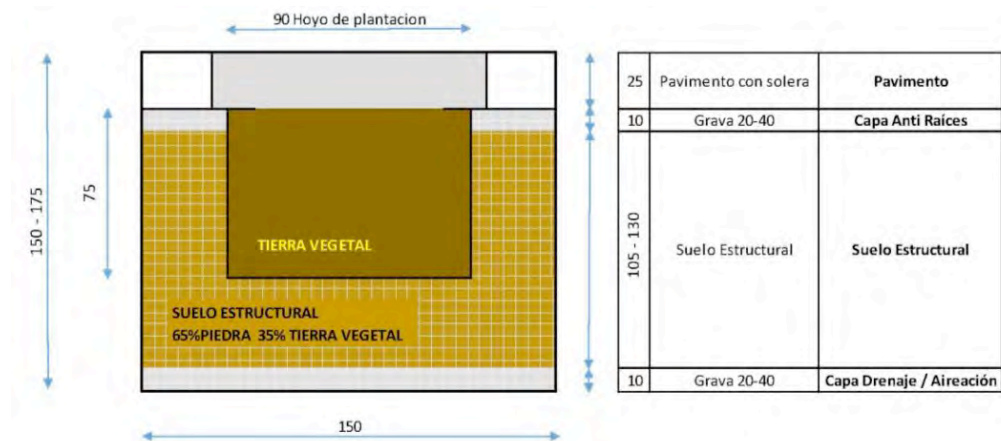 90 Hoyo de plantacion
150 - 175
75
TIERRA VEGETAL
SUELO ESTRUCTURAL
65%PIEDRA 35% TIERRA VEGETAL
150
25 Pavimento con solera Pavimento
10 Grava 20-40 Capa Anti Raíces
105 - 130 Suelo Estructural Suelo Estructural
10 Grava 20-40 Capa Drenaje / Aireación